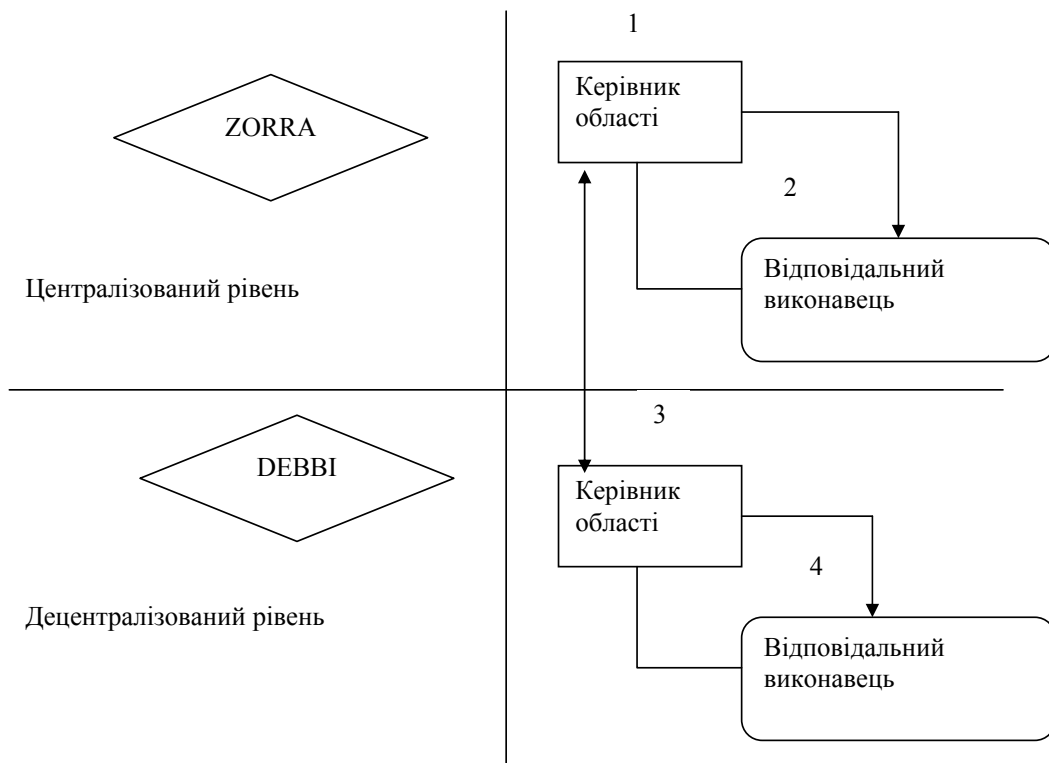 1
Керівник
області
ZORRA
2
Відповідальний
виконавець
Централізований рівень
3
DEBBI
Керівник
області
4
Децентралізований рівень
Відповідальний
виконавець